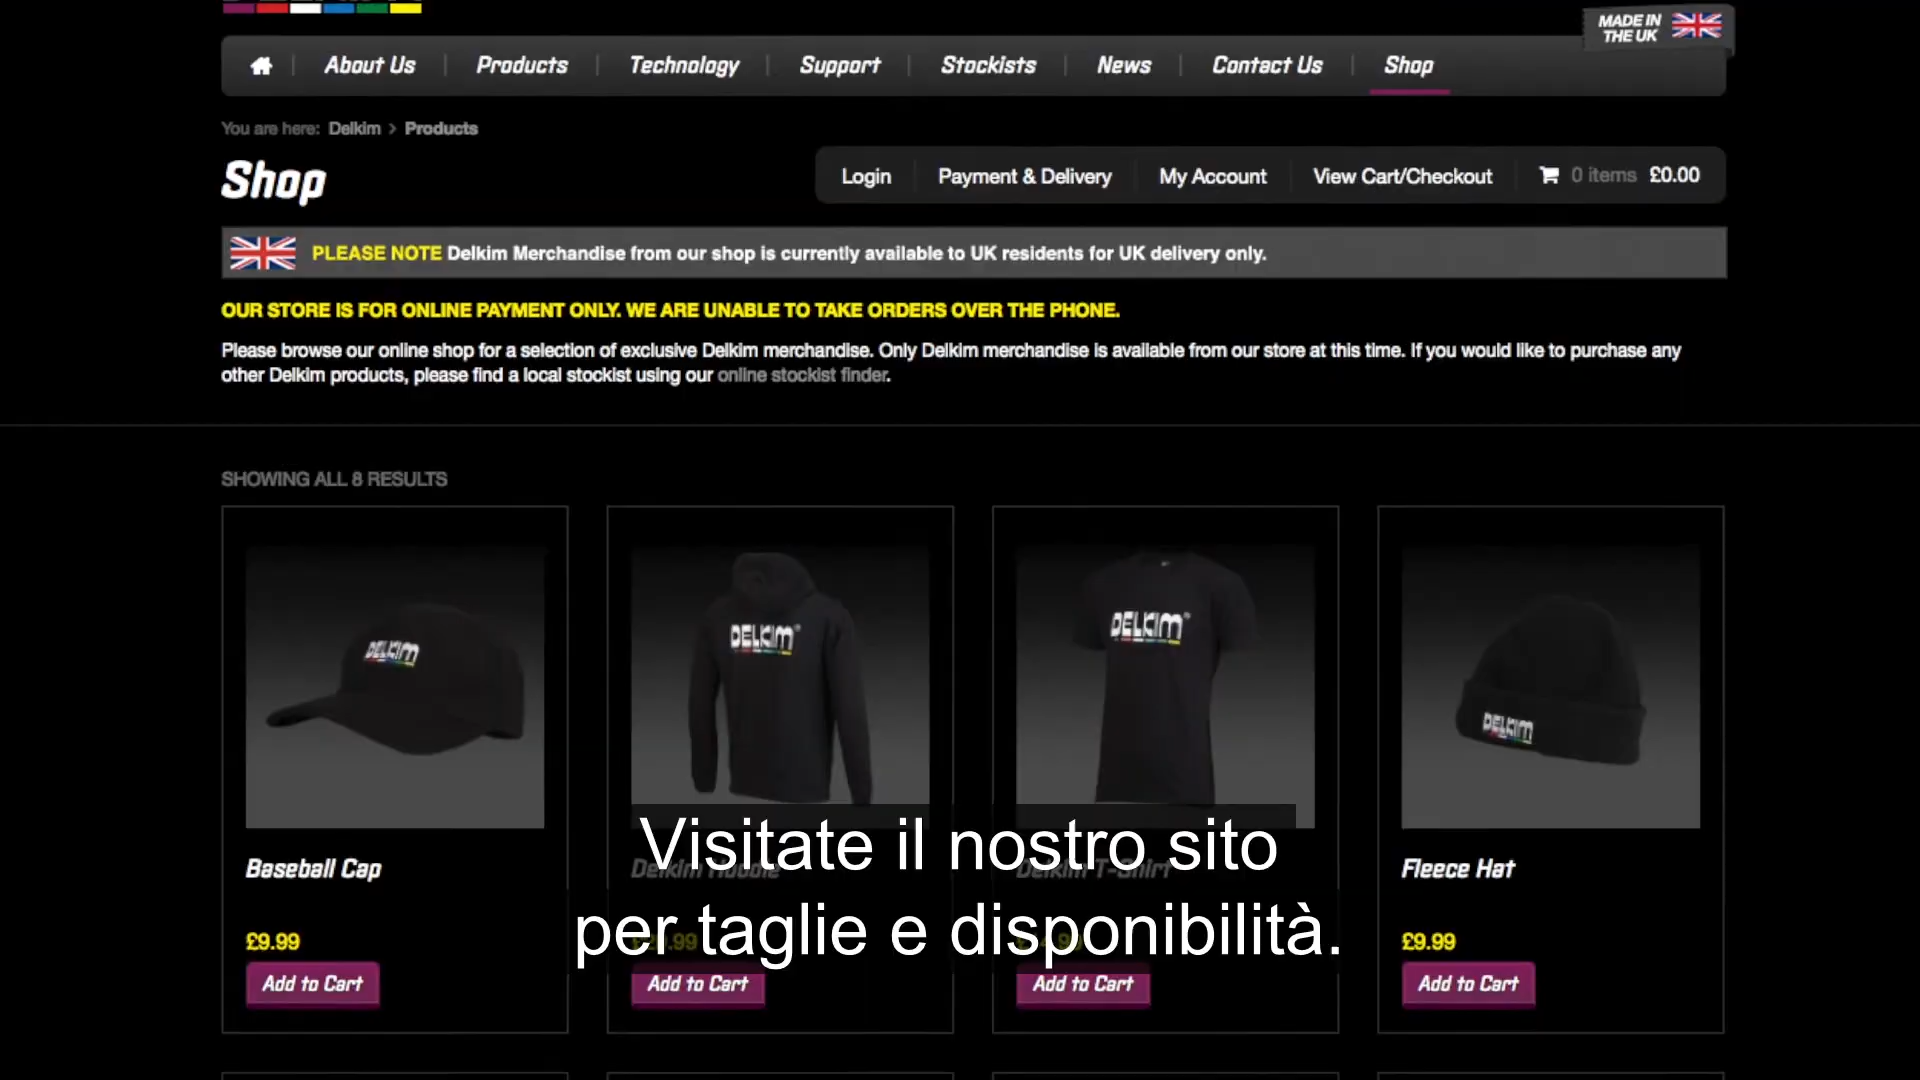 MADE IN
THE UK
About Us
Products
Technology
Support
Stockists
News
Contact Us
Shop
You are here: Delkim > Products
Shop
Login
Payment & Delivery
My Account
View Cart/Checkout
0 items £0.00
PLEASE NOTE Delkim Merchandise from our shop is currently available to UK residents for UK delivery only.
OUR STORE IS FOR ONLINE PAYMENT ONLY. WE ARE UNABLE TO TAKE ORDERS OVER THE PHONE.
Please browse our online shop for a selection of exclusive Delkim merchandise. Only Delkim merchandise is available from our store at this time. If you would like to purchase any
other Delkim products, please find a local stockist using our online stockist finder.
SHOWING ALL 8 RESULTS
DELKIM
DELKIM®
DELKIM®
DELKIM
Baseball Cap
Delkim Hoodie
Delkim T-Shirt
Fleece Hat
Visitate il nostro sito
per taglie e disponibilità.
£9.99
£9.99
Add to Cart
Add to Cart
Add to Cart
Add to Cart